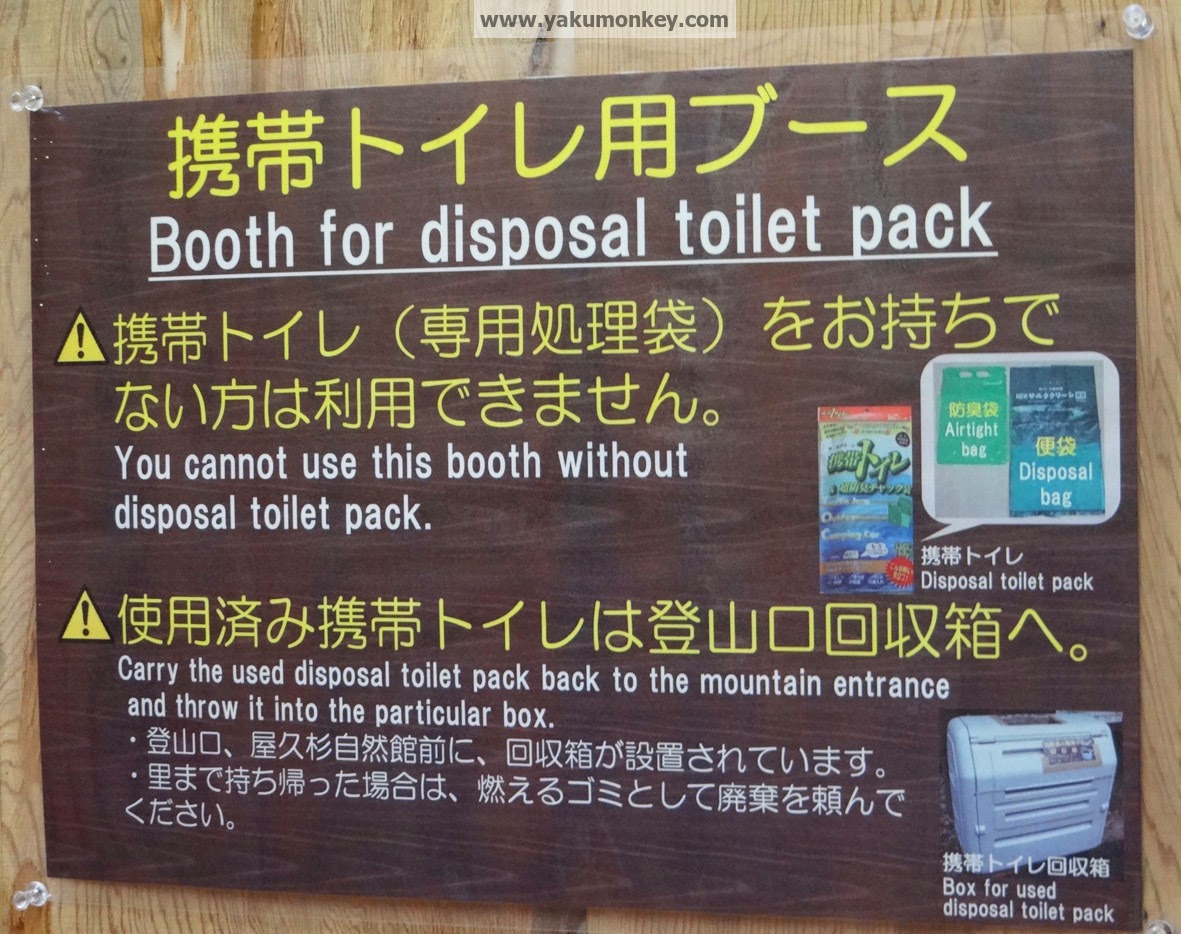 www.yakumonkey.com
携帯トイレ用ブース
Booth for disposal toilet pack
携帯トイレ（専用処理袋）をお持ちで
ない方は利用できません。
You cannot use this booth without
disposal toilet pack.
防臭袋
Airtight
bag
便袋
Disposal
bag
携帯トイレ
携帯トイレ
Disposal toilet pack
使用済み携帯トイレは登山口回収箱へ。
Carry the used disposal toilet pack back to the mountain entrance
and throw it into the particular box.
・登山口、屋久杉自然館前に、回収箱が設置されています。
・里まで持ち帰った場合は、燃えるゴミとして廃棄を頼んで
ください。
携帯トイレ回収箱
Box for used
disposal toilet pack